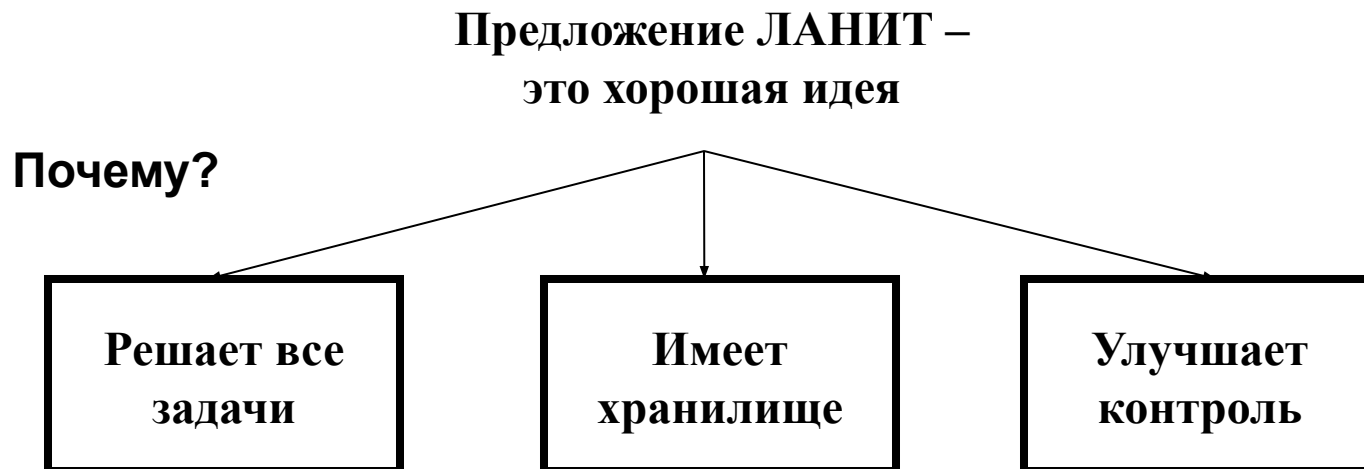 Предложение ЛАНИТ –
это хорошая идея
Почему?
Решает все
задачи
Имеет
хранилище
Улучшает
контроль